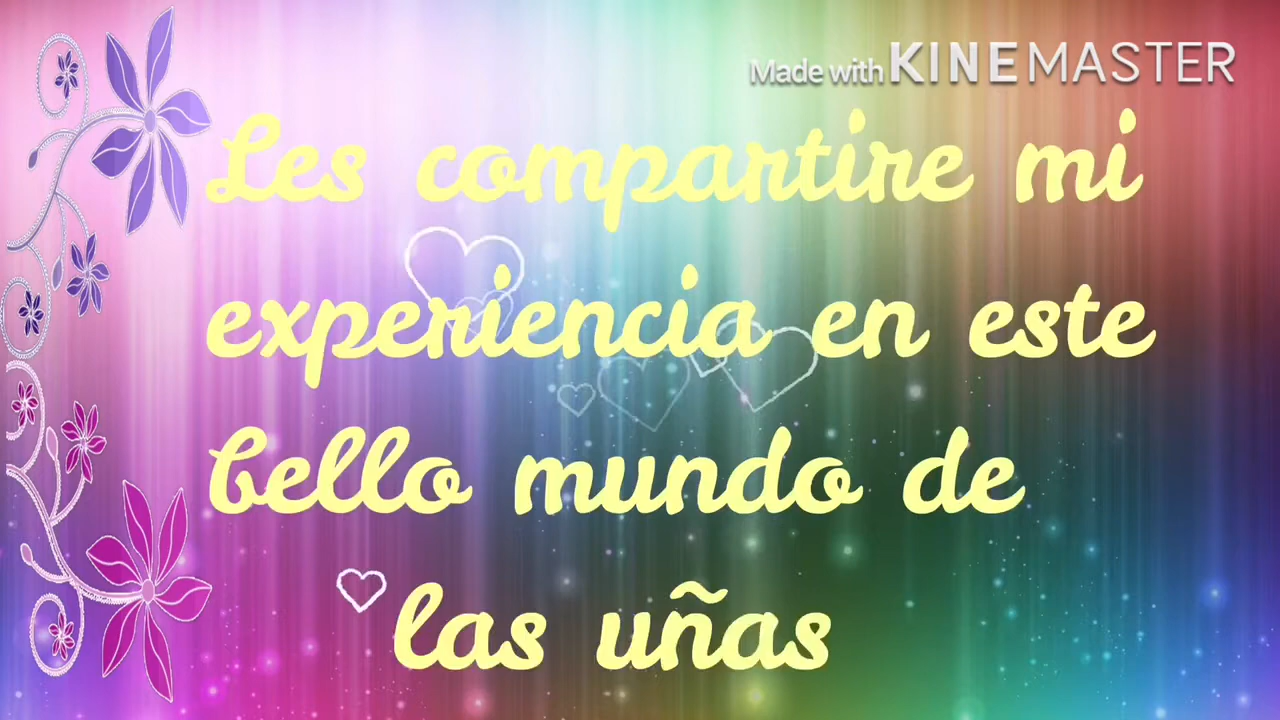 Made with KINEMASTER
Les compartire mi
experiencia en este
bello mundo de
las uñas